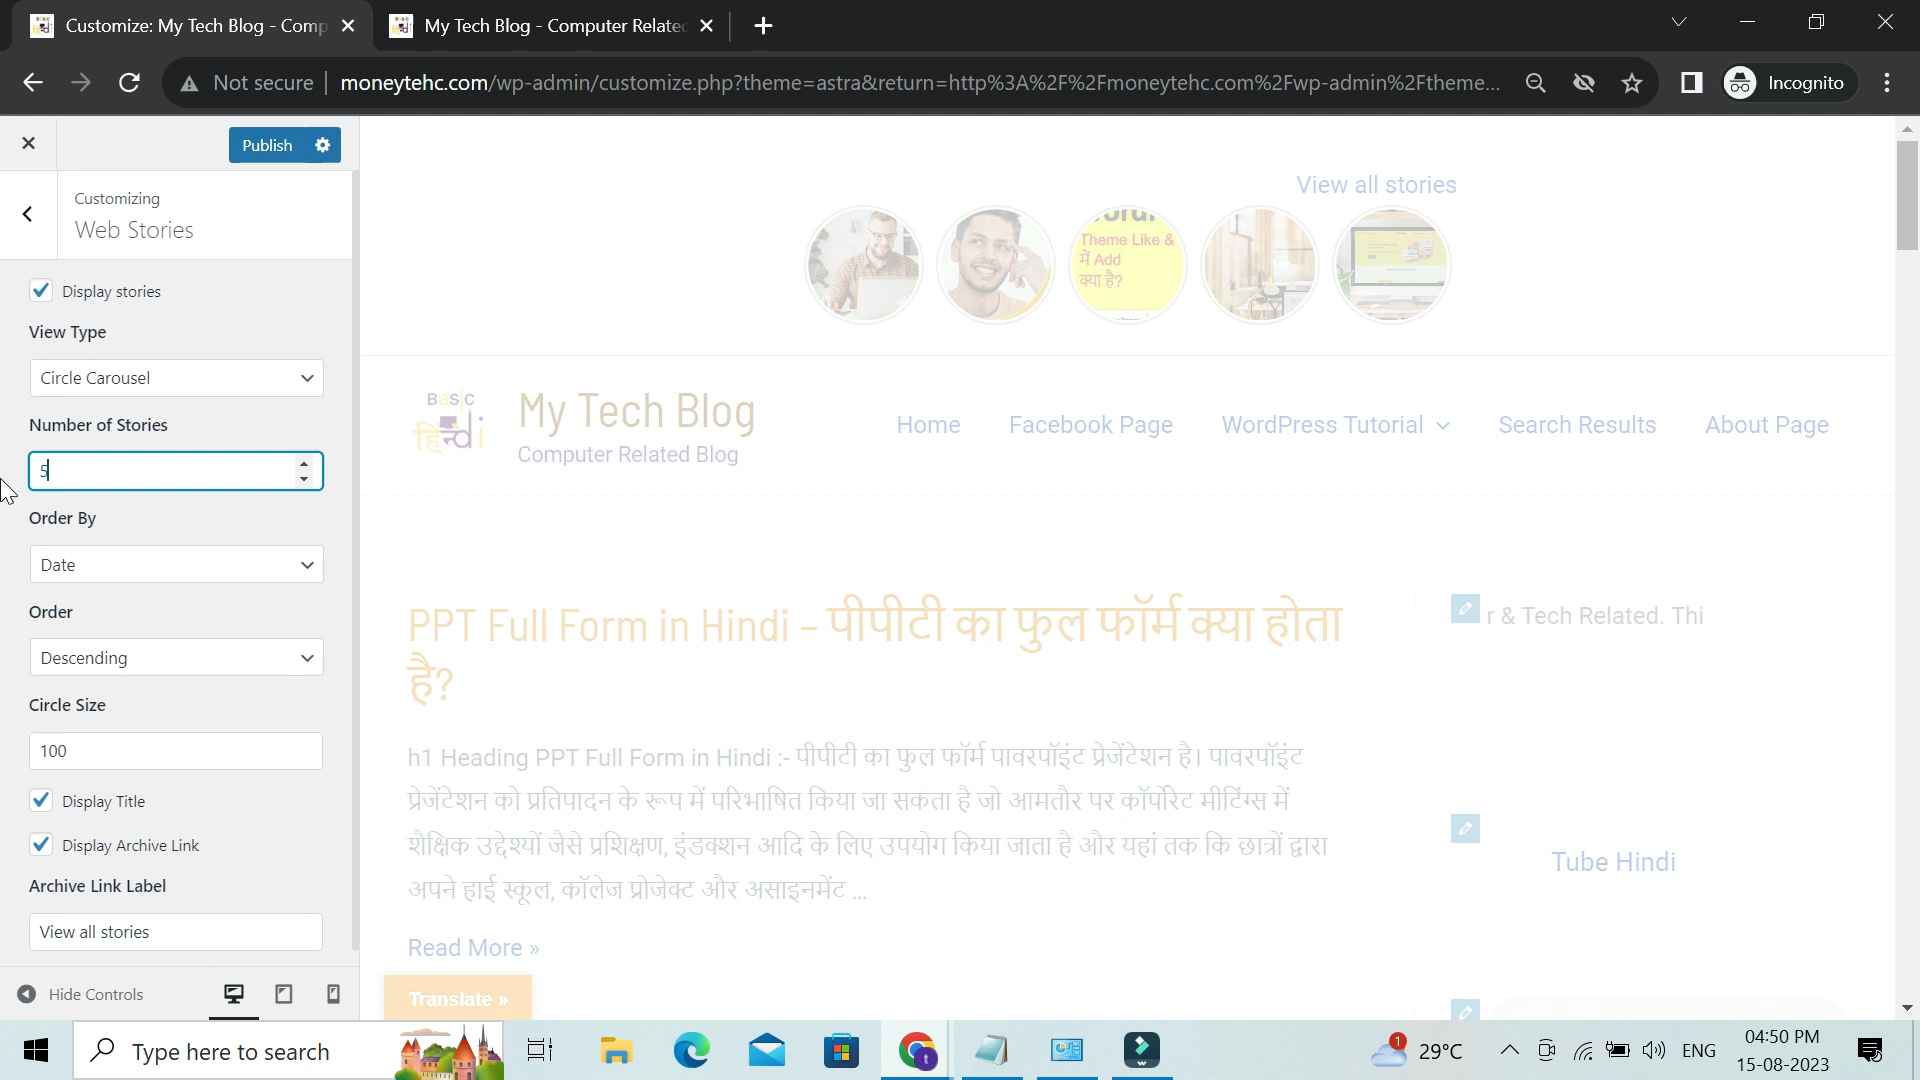 Customize: My Tech Blog - Comp
My Tech Blog - Computer Relate
Not secure
moneytehc.com/wp-admin/customize.php?theme=astra&return=http%3A%2F%2Fmoneytehc.com%2Fwp-admin%2Ftheme...
Incognito
Publish
Customizing
Web Stories
Display stories
View Type
Circle Carousel
Number of Stories
5
Order By
Date
Order
Descending
Circle Size
100
Display Title
Display Archive Link
Archive Link Label
View all stories
Hide Controls
View all stories
Theme Like &
में Add
क्या है?
Basic
हिन्दी
My Tech Blog
Computer Related Blog
Home
Facebook Page
WordPress Tutorial
Search Results
About Page
PPT Full Form in Hindi – पीपीटी का फुल फॉर्म क्या होता
है?
h1 Heading PPT Full Form in Hindi :- पीपीटी का फुल फॉर्म पावरपॉइंट प्रेजेंटेशन है। पावरपॉइंट
प्रेजेंटेशन को प्रतिपादन के रूप में परिभाषित किया जा सकता है जो आमतौर पर कॉर्पोरेट मीटिंग्स में
शैक्षिक उद्देश्यों जैसे प्रशिक्षण, इंडक्शन आदि के लिए उपयोग किया जाता है और यहां तक कि छात्रों द्वारा
अपने हाई स्कूल, कॉलेज प्रोजेक्ट और असाइनमेंट ...
Read More »
r & Tech Related. Thi
Tube Hindi
Translate »
Type here to search
1
29°C
ENG
04:50 PM
15-08-2023